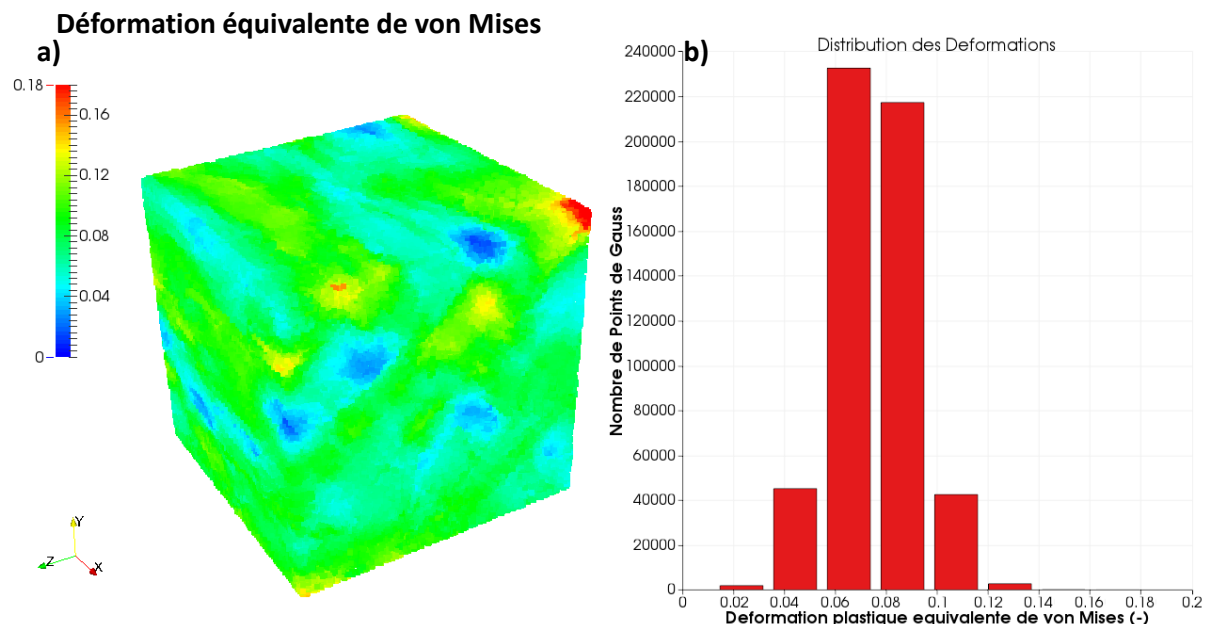 Déformation équivalente de von Mises
a)
0.18
0.16
0.12
0.08
0.04
0
Y
Z
X
b)
Distribution des Deformations
Nombre de Points de Gauss
240000
220000
200000
180000
160000
140000
120000
100000
80000
60000
40000
20000
0
0 0.02 0.04 0.06 0.08 0.1 0.12 0.14 0.16 0.18 0.2
Deformation plastique equivalente de von Mises (-)